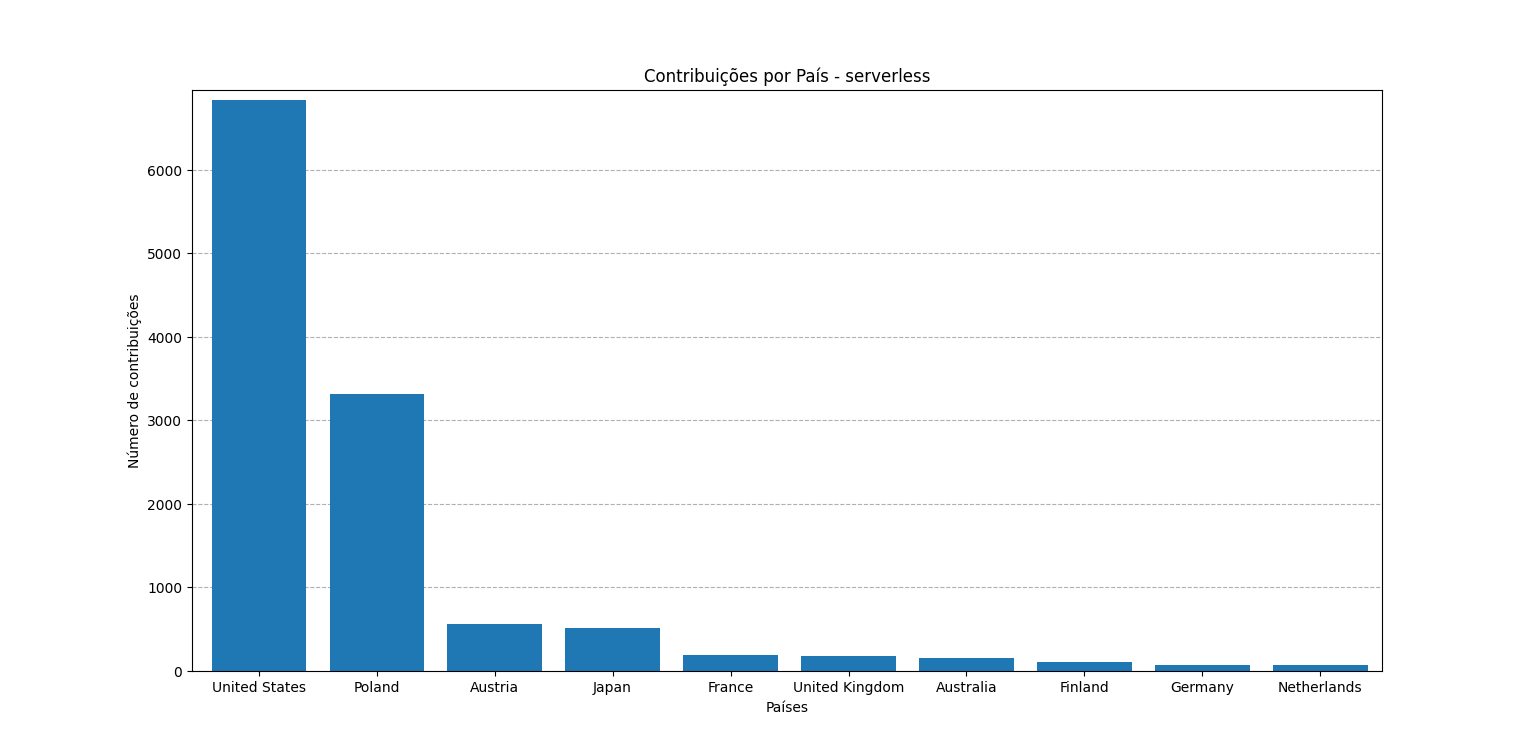 Contribuições por País - serverless
Número de contribuições
6000
5000
4000
3000
2000
1000
0
United States Poland Austria Japan France United Kingdom Australia Finland Germany Netherlands
Países